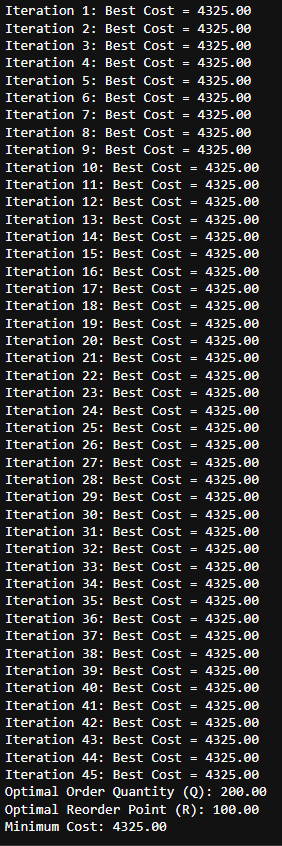 Iteration 1: Best Cost = 4325.00
Iteration 2: Best Cost = 4325.00
Iteration 3: Best Cost = 4325.00
Iteration 4: Best Cost = 4325.00
Iteration 5: Best Cost = 4325.00
Iteration 6: Best Cost = 4325.00
Iteration 7: Best Cost = 4325.00
Iteration 8: Best Cost = 4325.00
Iteration 9: Best Cost = 4325.00
Iteration 10: Best Cost = 4325.00
Iteration 11: Best Cost = 4325.00
Iteration 12: Best Cost = 4325.00
Iteration 13: Best Cost = 4325.00
Iteration 14: Best Cost = 4325.00
Iteration 15: Best Cost = 4325.00
Iteration 16: Best Cost = 4325.00
Iteration 17: Best Cost = 4325.00
Iteration 18: Best Cost = 4325.00
Iteration 19: Best Cost = 4325.00
Iteration 20: Best Cost = 4325.00
Iteration 21: Best Cost = 4325.00
Iteration 22: Best Cost = 4325.00
Iteration 23: Best Cost = 4325.00
Iteration 24: Best Cost = 4325.00
Iteration 25: Best Cost = 4325.00
Iteration 26: Best Cost = 4325.00
Iteration 27: Best Cost = 4325.00
Iteration 28: Best Cost = 4325.00
Iteration 29: Best Cost = 4325.00
Iteration 30: Best Cost = 4325.00
Iteration 31: Best Cost = 4325.00
Iteration 32: Best Cost = 4325.00
Iteration 33: Best Cost = 4325.00
Iteration 34: Best Cost = 4325.00
Iteration 35: Best Cost = 4325.00
Iteration 36: Best Cost = 4325.00
Iteration 37: Best Cost = 4325.00
Iteration 38: Best Cost = 4325.00
Iteration 39: Best Cost = 4325.00
Iteration 40: Best Cost = 4325.00
Iteration 41: Best Cost = 4325.00
Iteration 42: Best Cost = 4325.00
Iteration 43: Best Cost = 4325.00
Iteration 44: Best Cost = 4325.00
Iteration 45: Best Cost = 4325.00
Optimal Order Quantity (Q): 200.00
Optimal Reorder Point (R): 100.00
Minimum Cost: 4325.00